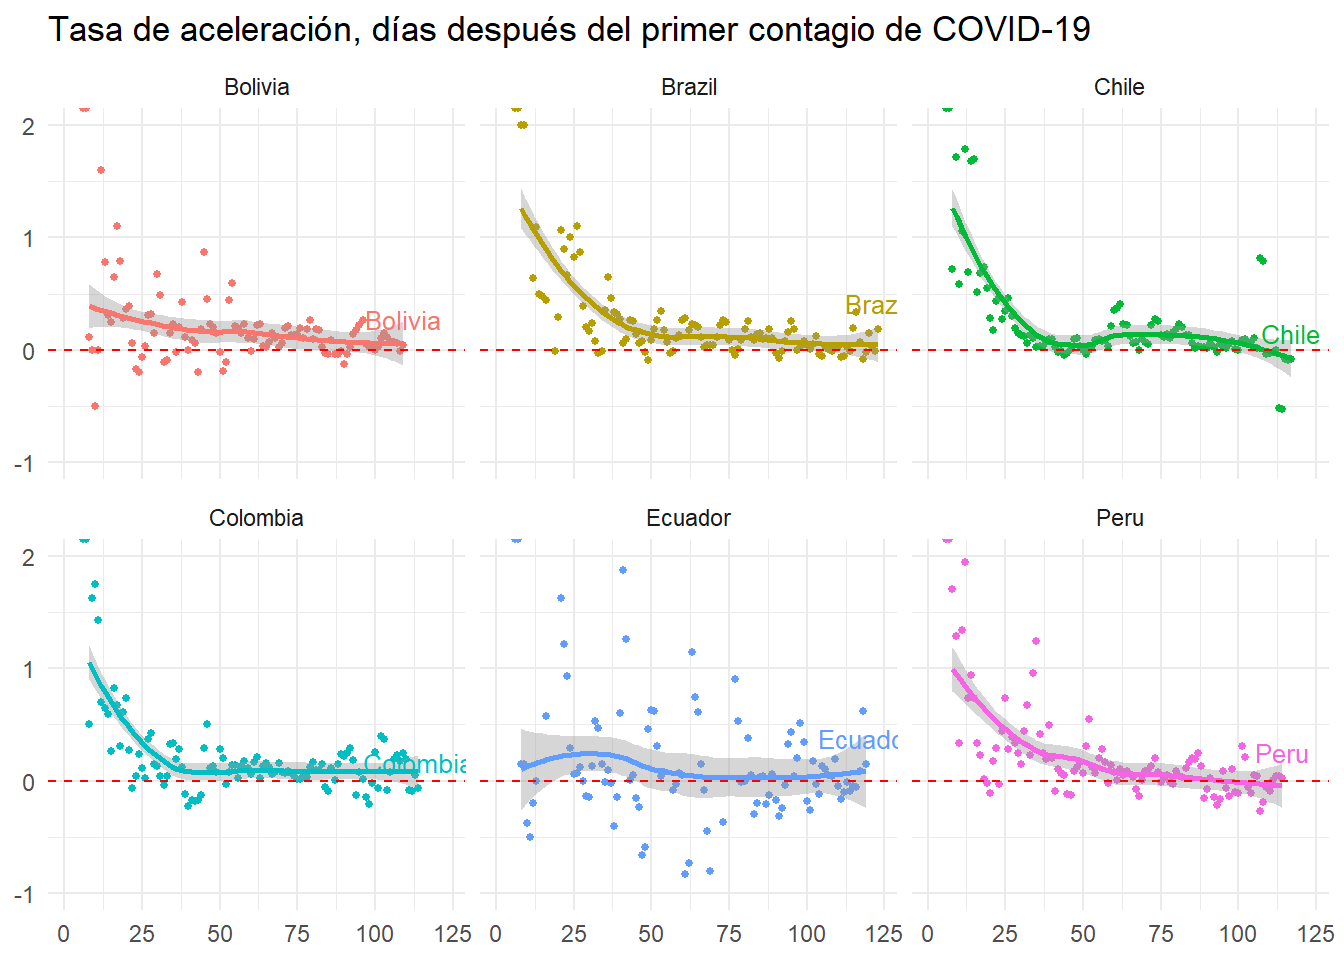 Tasa de aceleración, días después del primer contagio de COVID-19
Bolivia Brazil Chile
2
1
0
-1
Bolivia
Braz
Chile
Colombia Ecuador Peru
2
1
0
-1
Colombia
Ecuado
Peru
0 25 50 75 100 125 0 25 50 75 100 125 0 25 50 75 100 125